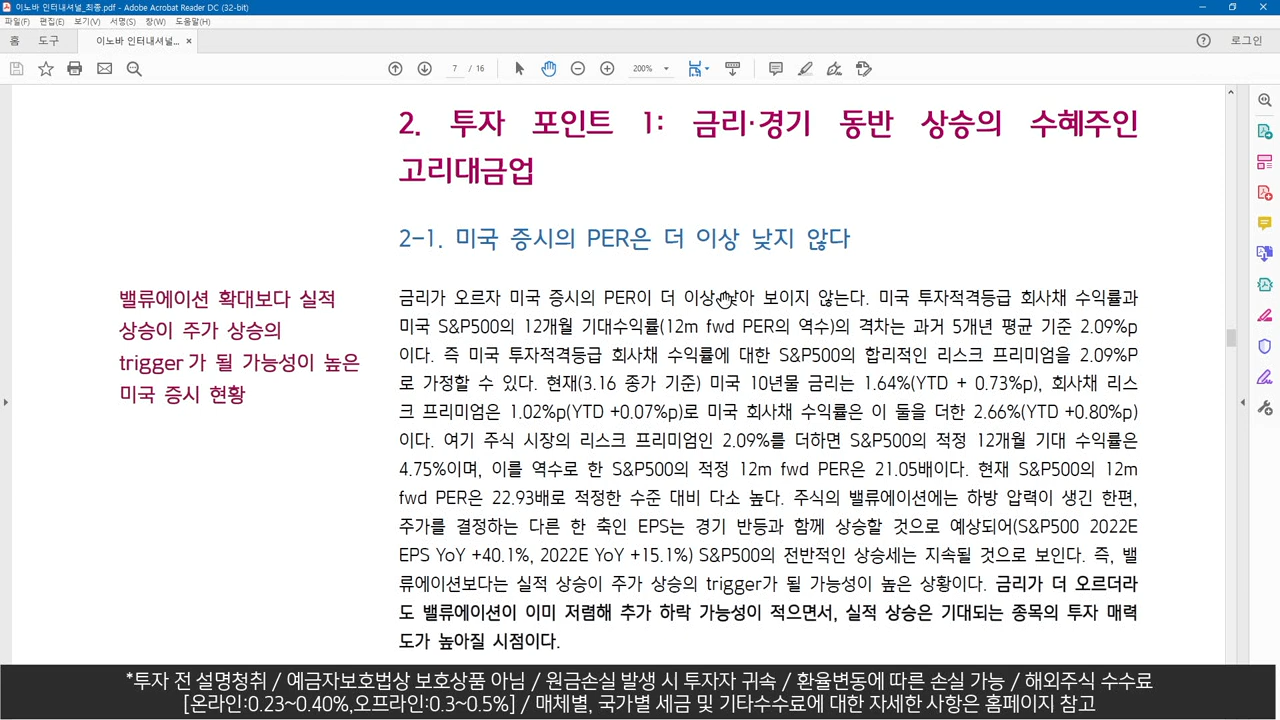 이노바 인터내셔널_최종.pdf - Adobe Acrobat Reader DC (32-bit)
파일(F) 편집(E) 보기(V) 서명(S) 창(W) 도움말(H)
홈 도구 이노바 인터내셔널... × 로그인
7 / 16 200%
2. 투자 포인트 1: 금리·경기 동반 상승의 수혜주인
고리대금업
2-1. 미국 증시의 PER은 더 이상 낮지 않다
밸류에이션 확대보다 실적
상승이 주가 상승의
trigger가 될 가능성이 높은
미국 증시 현황
금리가 오르자 미국 증시의 PER이 더 이상 보이지 않는다. 미국 투자적격등급 회사채 수익률과
미국 S&P500의 12개월 기대수익률(12m fwd PER의 역수)의 격차는 과거 5개년 평균 기준 2.09%p
이다. 즉 미국 투자적격등급 회사채 수익률에 대한 S&P500의 합리적인 리스크 프리미엄을 2.09%P
로 가정할 수 있다. 현재(3.16 종가 기준) 미국 10년물 금리는 1.64%(YTD + 0.73%p), 회사채 리스
크 프리미엄은 1.02%p(YTD +0.07%p)로 미국 회사채 수익률은 이 둘을 더한 2.66%(YTD +0.80%p)
이다. 여기 주식 시장의 리스크 프리미엄인 2.09%를 더하면 S&P500의 적정 12개월 기대 수익률은
4.75%이며, 이를 역수로 한 S&P500의 적정 12m fwd PER은 21.05배이다. 현재 S&P500의 12m
fwd PER은 22.93배로 적정한 수준 대비 다소 높다. 주식의 밸류에이션에는 하방 압력이 생긴 한편,
주가를 결정하는 다른 한 축인 EPS는 경기 반등과 함께 상승할 것으로 예상되어(S&P500 2022E
EPS YoY +40.1%, 2022E YoY +15.1%) S&P500의 전반적인 상승세는 지속될 것으로 보인다. 즉, 밸
류에이션보다는 실적 상승이 주가 상승의 trigger가 될 가능성이 높은 상황이다. 금리가 더 오르더라
도 밸류에이션이 이미 저렴해 추가 하락 가능성이 적으면서, 실적 상승은 기대되는 종목의 투자 매력
도가 높아질 시점이다.
*투자 전 설명청취 / 예금자보호법상 보호상품 아님 / 원금손실 발생 시 투자자 귀속 / 환율변동에 따른 손실 가능 / 해외주식 수수료
[온라인:0.23~0.40%,오프라인:0.3~0.5%] / 매체별, 국가별 세금 및 기타수수료에 대한 자세한 사항은 홈페이지 참고